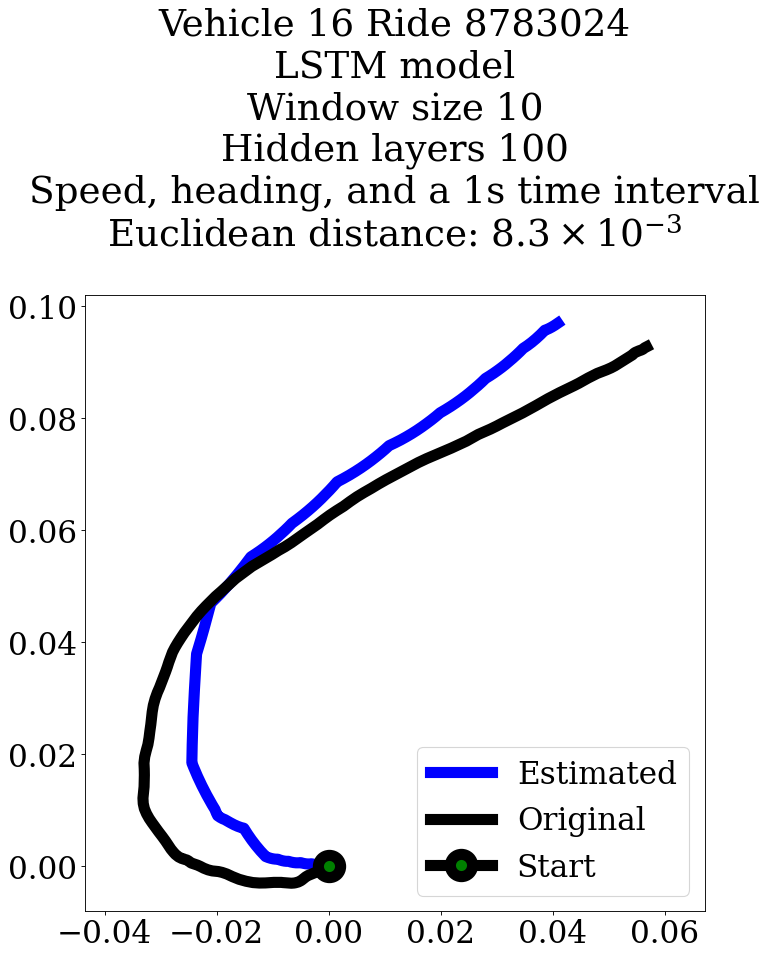 Vehicle 16 Ride 8783024
LSTM model
Window size 10
Hidden layers 100
Speed, heading, and a 1s time interval
Euclidean distance: 8.3 × 10⁻³
0.10
0.08
0.06
0.04
0.02
0.00
Estimated
Original
Start
−0.04 −0.02 0.00 0.02 0.04 0.06